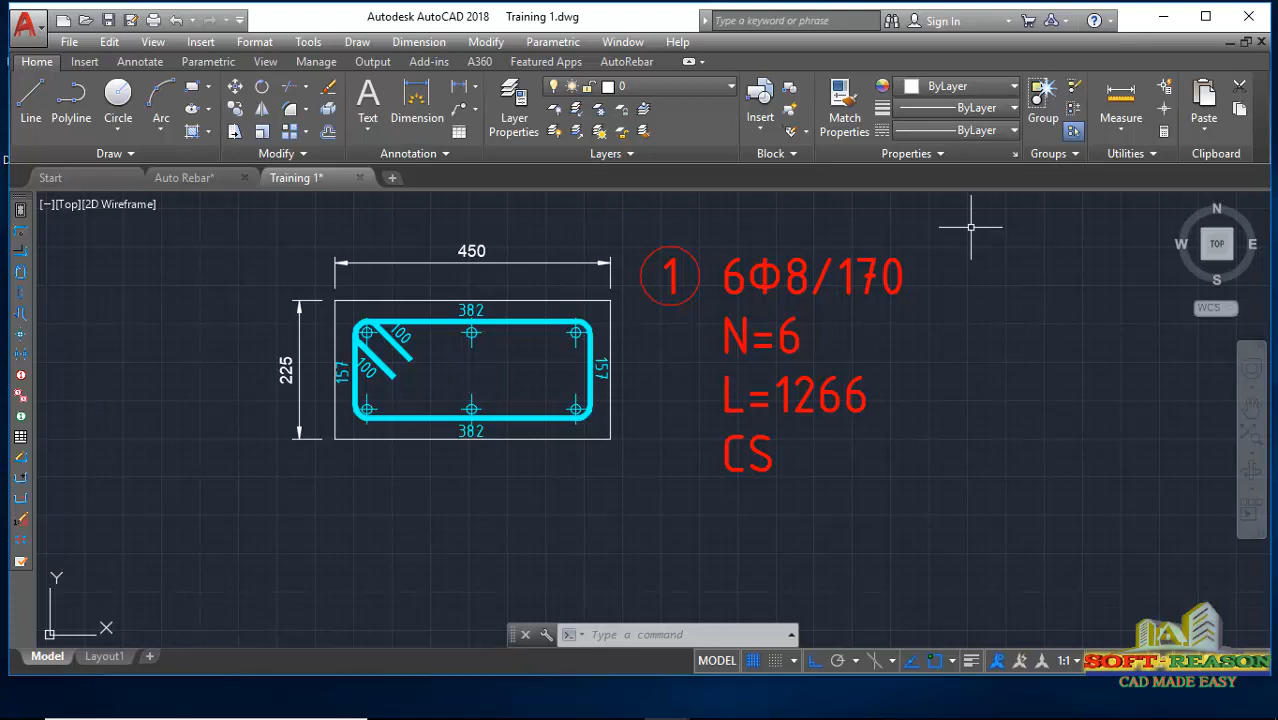 Autodesk AutoCAD 2018 Training 1.dwg
Type a keyword or phrase
Sign In
File Edit View Insert Format Tools Draw Dimension Modify Parametric Window Help
Home Insert Annotate Parametric View Manage Output Add-ins A360 Featured Apps AutoRebar
Line Polyline Circle Arc
Text Dimension
Layer Properties
0
Insert
Match Properties
ByLayer
ByLayer
ByLayer
Group
Measure
Paste
Draw Modify Annotation Layers Block Properties Groups Utilities Clipboard
Start Auto Rebar* Training 1*
[−][Top][2D Wireframe]
N
W TOP E
S
WCS
450
225
382
100
100
157
157
382
1 6Φ8/170
N=6
L=1266
CS
Y
X
Type a command
Model Layout1
MODEL
1:1
SOFT-REASON
CAD MADE EASY